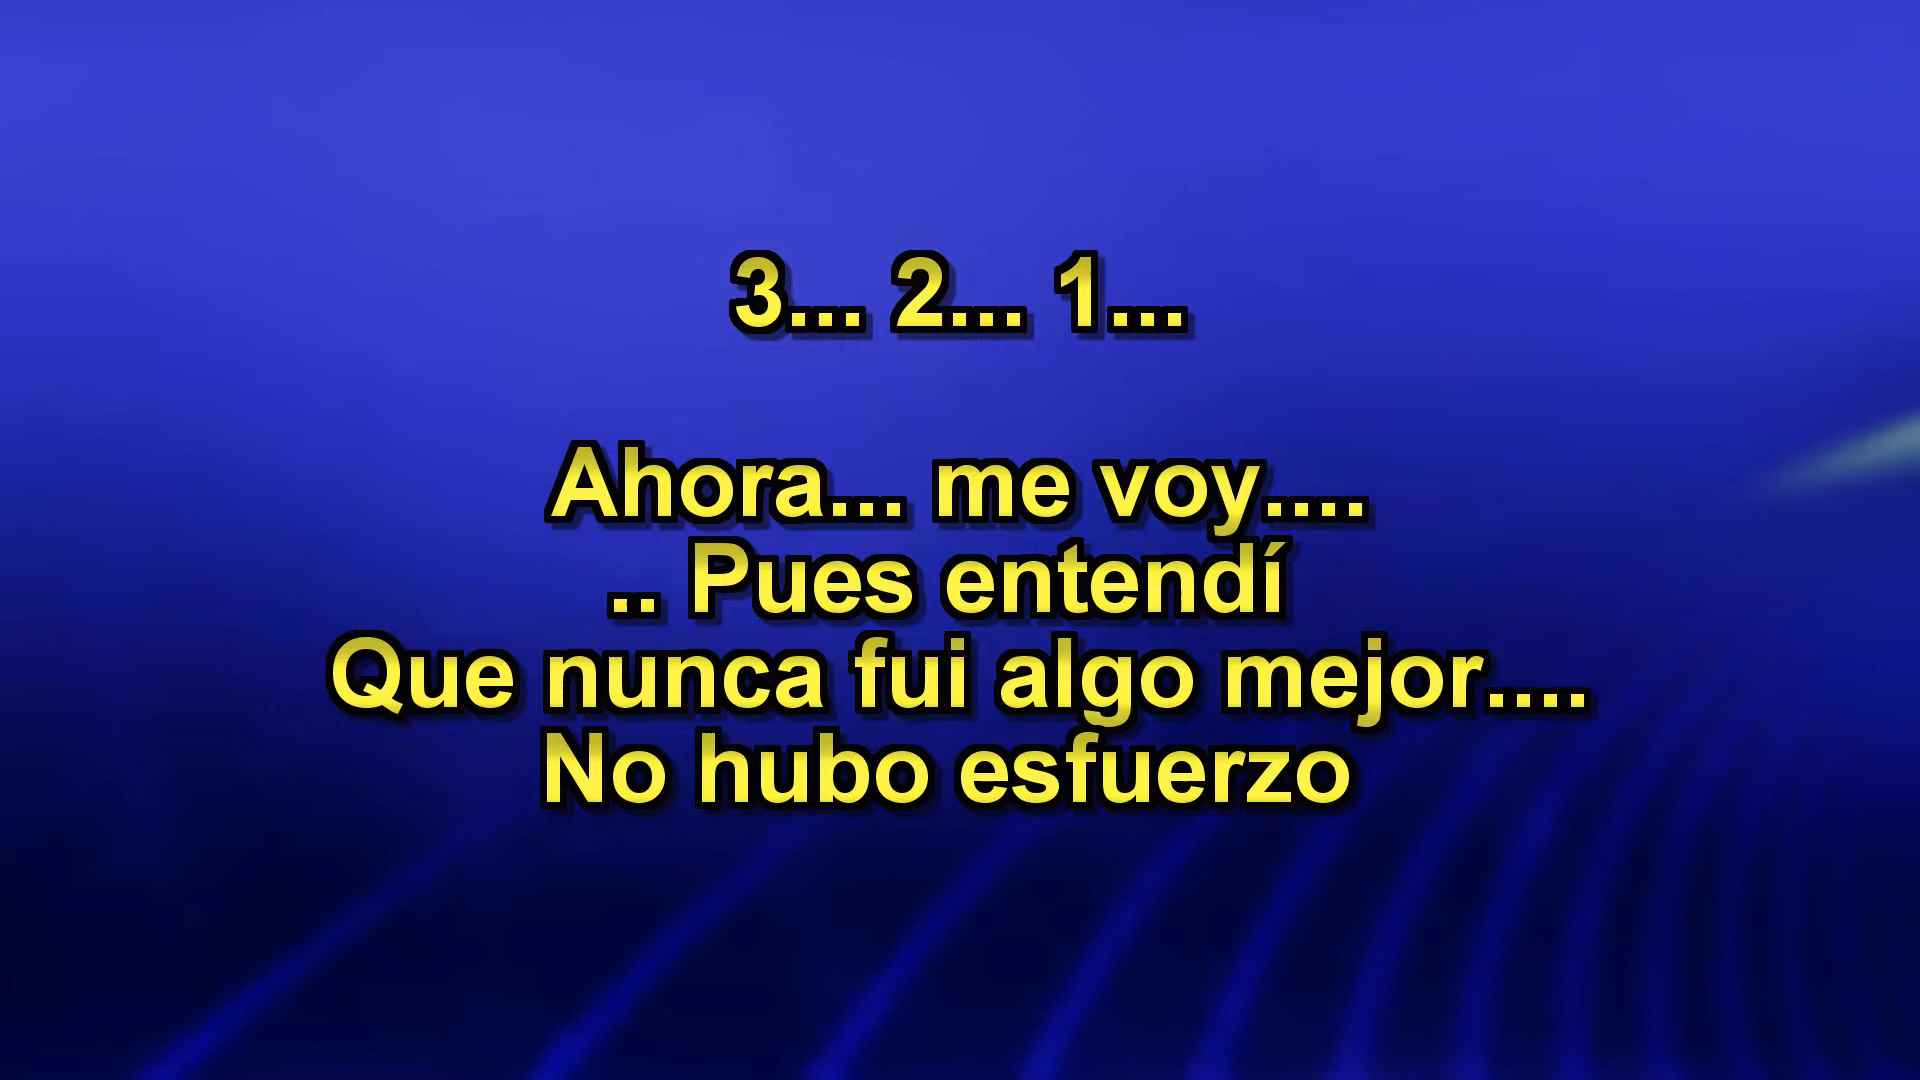 3... 2... 1...
Ahora... me voy....
.. Pues entendí
Que nunca fui algo mejor....
No hubo esfuerzo